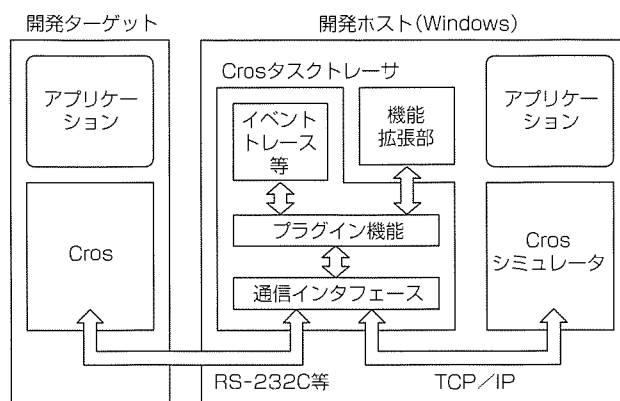 開発ターゲット
開発ホスト(Windows)
アプリケー
ション
Cros
Crosタスクトレーサ
イベント
トレース
等
機能
拡張部
プラグイン機能
通信インタフェース
アプリケー
ション
Cros
シミュレータ
RS-232C等
TCP/IP